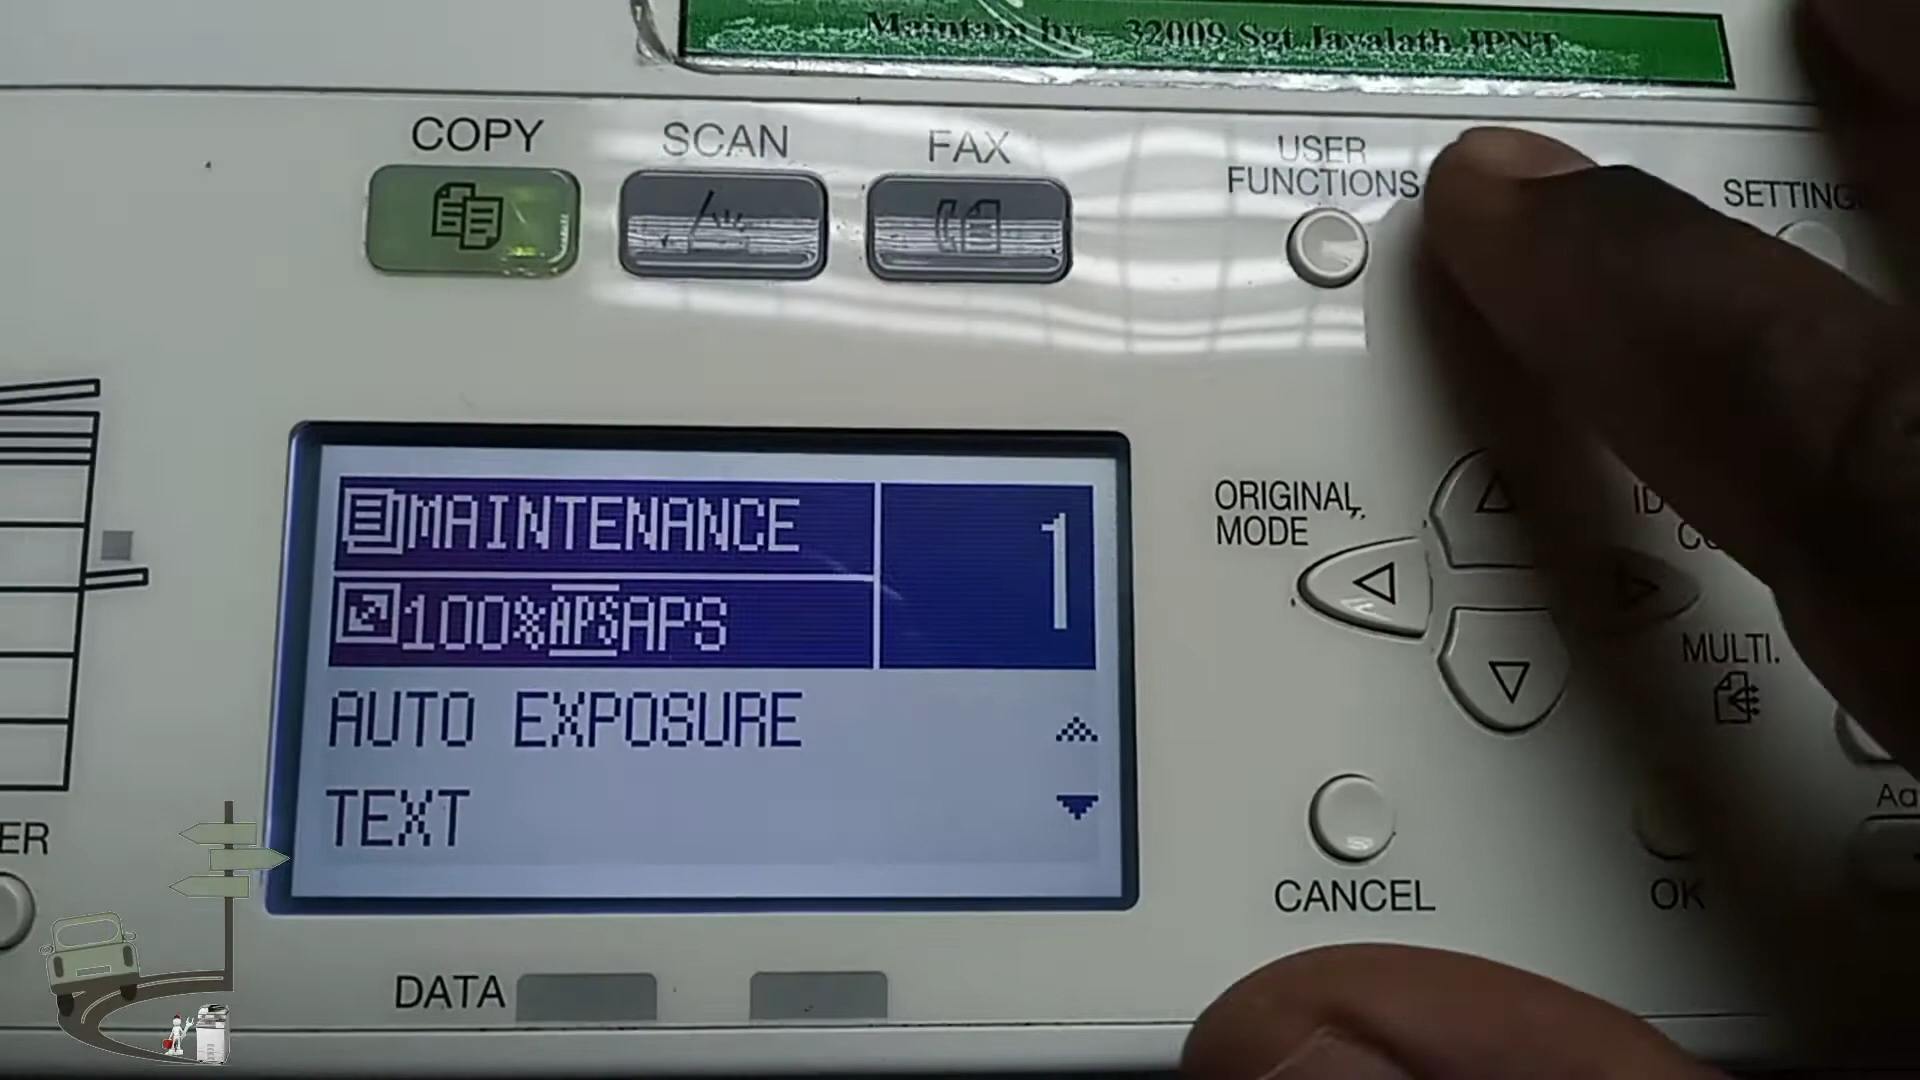 Maintain by - 32009 Sgt Jayalath JPNT
COPY
SCAN
FAX
USER
FUNCTIONS
SETTING
MAINTENANCE
1
100% APS APS
AUTO EXPOSURE
TEXT
ORIGINAL
MODE
ID
MULTI.
CANCEL
OK
ER
DATA